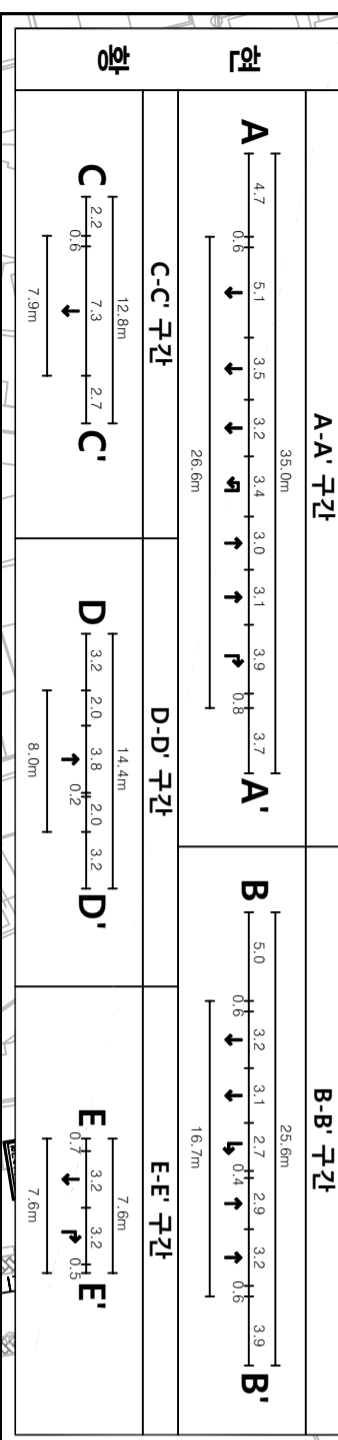 현 황
A-A' 구간
35.0m
A 4.7 0.6 5.1 3.5 3.2 3.4 3.0 3.1 3.9 0.8 3.7 A'
26.6m
B-B' 구간
25.6m
B 5.0 0.6 3.2 3.1 2.7 0.4 2.9 3.2 0.6 3.9 B'
16.7m
C-C' 구간
12.8m
C 2.2 0.6 7.3 2.7 C'
7.9m
D-D' 구간
14.4m
D 3.2 2.0 3.8 0.2 2.0 3.2 D'
8.0m
E-E' 구간
7.6m
E 0.7 3.2 3.2 0.5 E'
7.6m